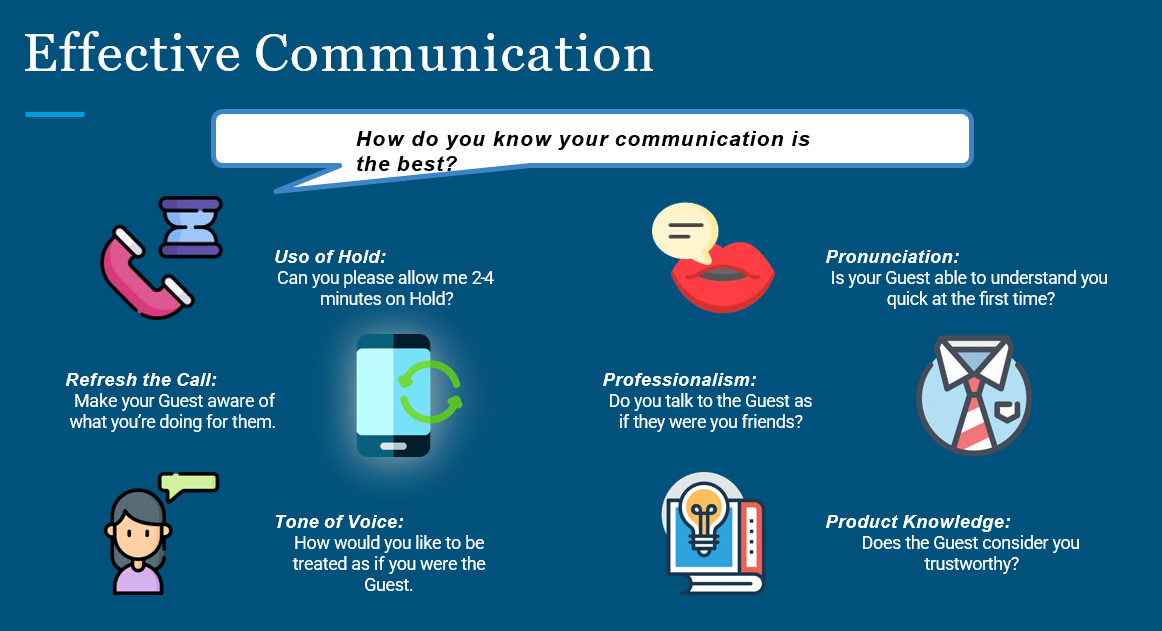 Effective Communication
How do you know your communication is
the best?
Uso of Hold:
Can you please allow me 2-4
minutes on Hold?
Pronunciation:
Is your Guest able to understand you
quick at the first time?
Refresh the Call:
Make your Guest aware of
what you’re doing for them.
Professionalism:
Do you talk to the Guest as
if they were you friends?
Tone of Voice:
How would you like to be
treated as if you were the
Guest.
Product Knowledge:
Does the Guest consider you
trustworthy?